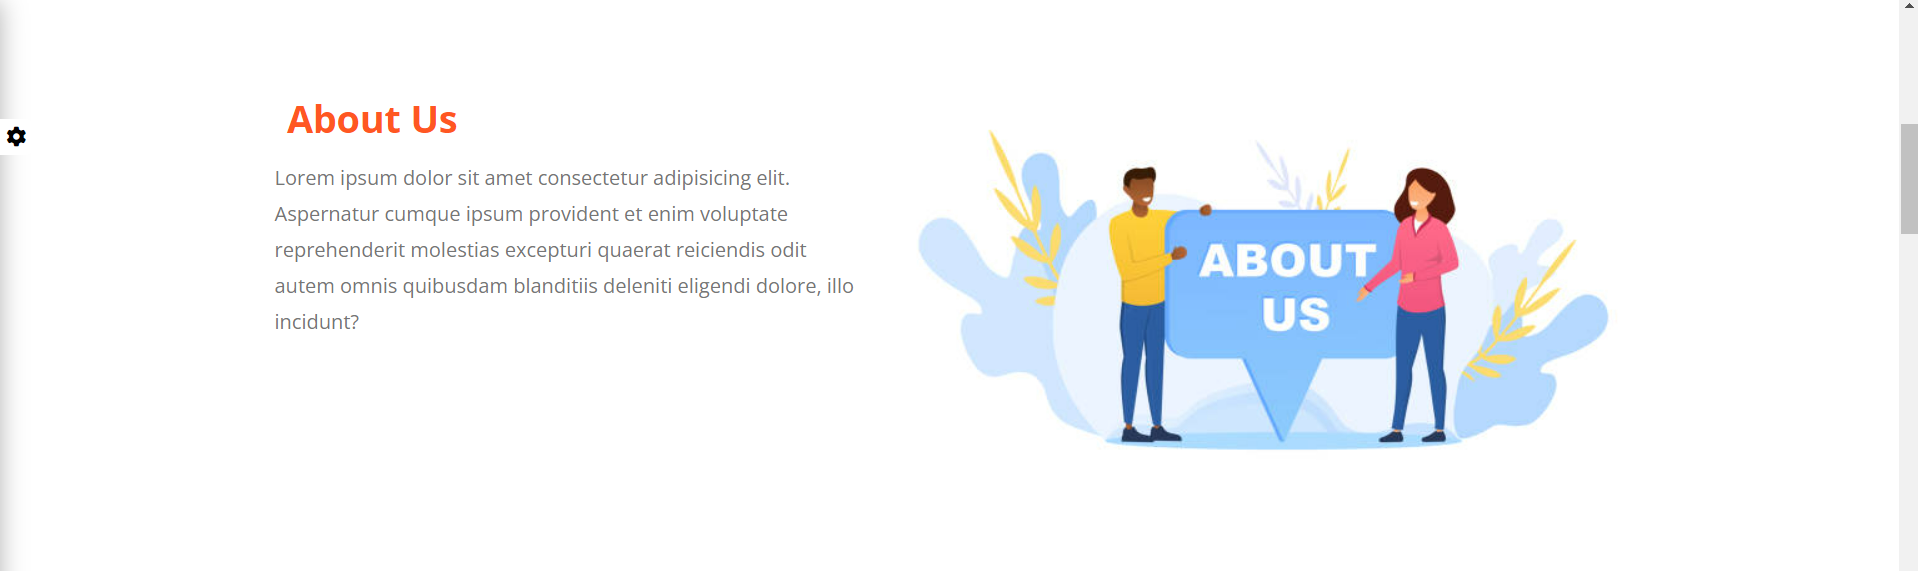 About Us
Lorem ipsum dolor sit amet consectetur adipisicing elit.
Aspernatur cumque ipsum provident et enim voluptate
reprehenderit molestias excepturi quaerat reiciendis odit
autem omnis quibusdam blanditiis deleniti eligendi dolore, illo
incidunt?
ABOUT
US